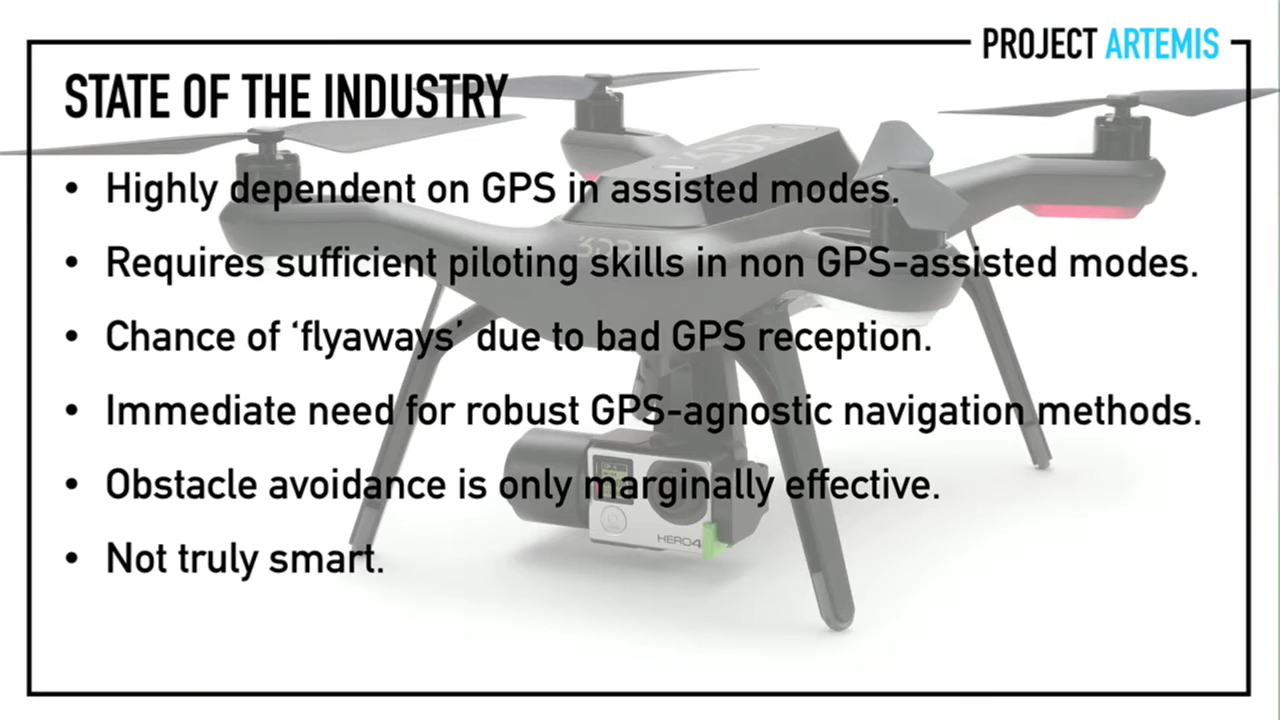 PROJECT ARTEMIS
STATE OF THE INDUSTRY
• Highly dependent on GPS in assisted modes.
• Requires sufficient piloting skills in non GPS-assisted modes.
• Chance of ‘flyaways’ due to bad GPS reception.
• Immediate need for robust GPS-agnostic navigation methods.
• Obstacle avoidance is only marginally effective.
• Not truly smart.
3DR
3DR
HERO4